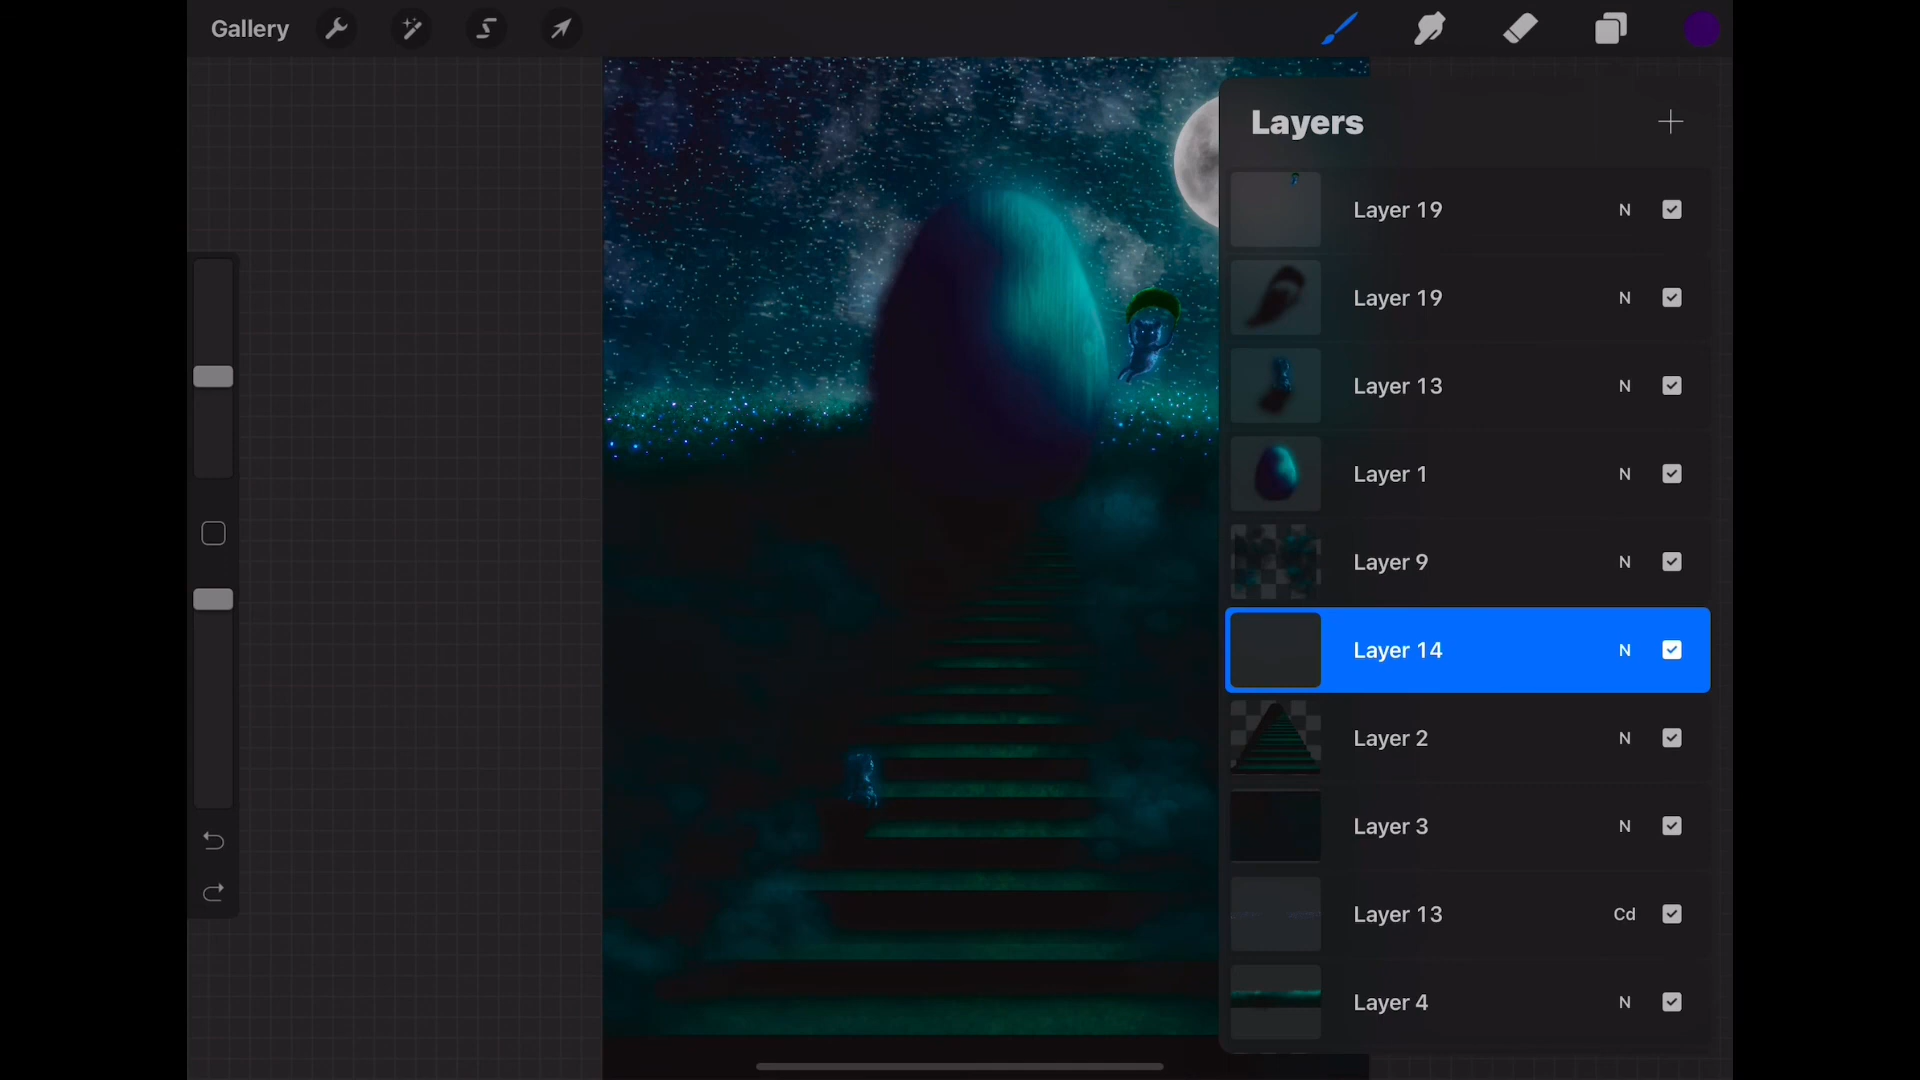 Gallery
Layers
Layer 19 N
Layer 19 N
Layer 13 N
Layer 1 N
Layer 9 N
Layer 14 N
Layer 2 N
Layer 3 N
Layer 13 Cd
Layer 4 N